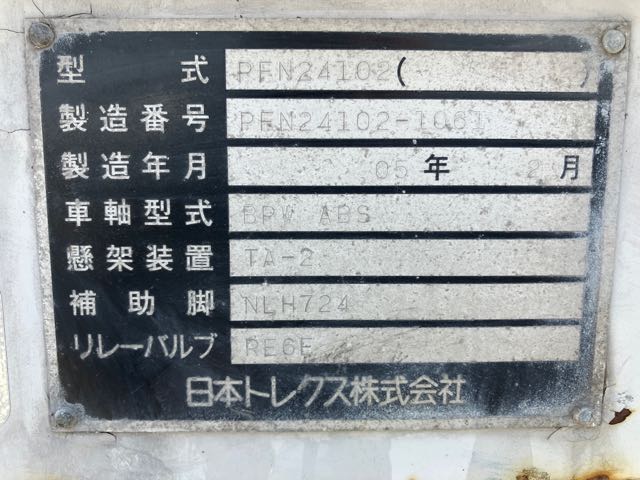 型式 PFN24102( )
製造番号 PFN24102-1061
製造年月 05年 2月
車軸型式 BPW ABS
懸架装置 TA-2
補助脚 NLH724
リレーバルブ RE6E
日本トレクス株式会社